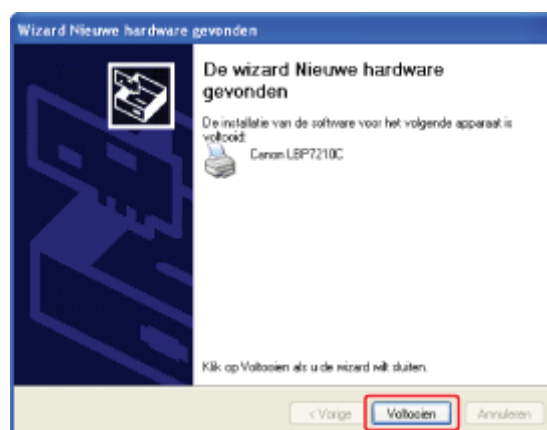 Wizard Nieuwe hardware gevonden
De wizard Nieuwe hardware
gevonden
De installatie van de software voor het volgende apparaat is
voltooid:
Canon LBP7210C
Klik op Voltooien als u de wizard wilt sluiten.
< Vorige Voltooien Annuleren